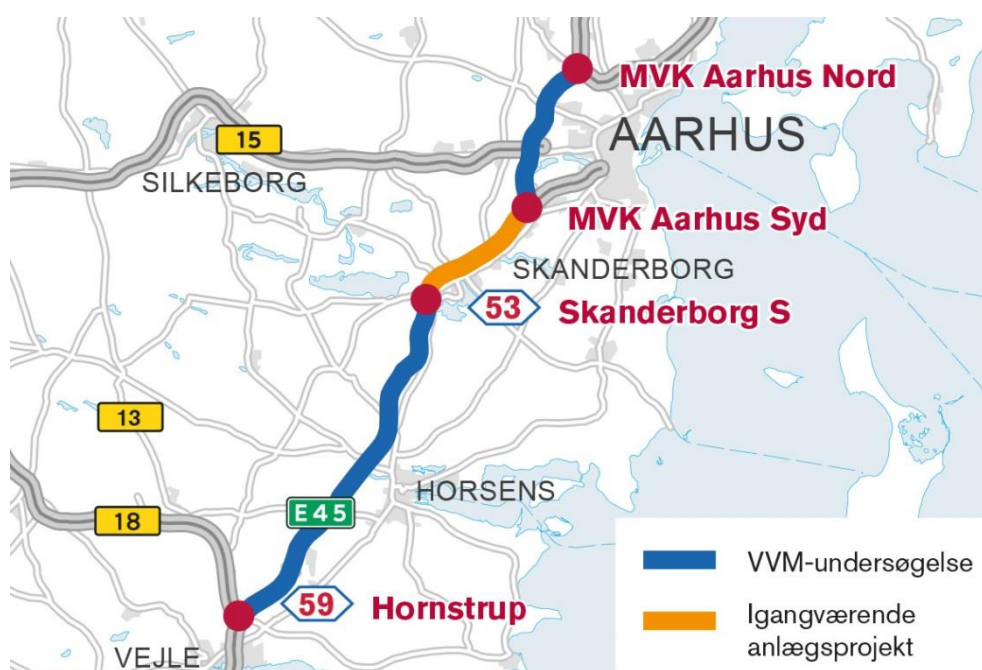 MVK Aarhus Nord
AARHUS
15
SILKEBORG
MVK Aarhus Syd
SKANDERBORG
53
Skanderborg S
13
HORSENS
E 45
18
59
Hornstrup
VEJLE
VVM-undersøgelse
Igangværende
anlægsprojekt